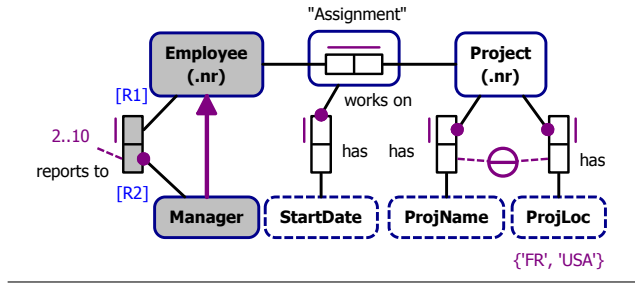 "Assignment"
Employee
(.nr)
Project
(.nr)
[R1]
works on
2..10
reports to
has
has
has
[R2]
Manager
StartDate
ProjName
ProjLoc
{'FR', 'USA'}